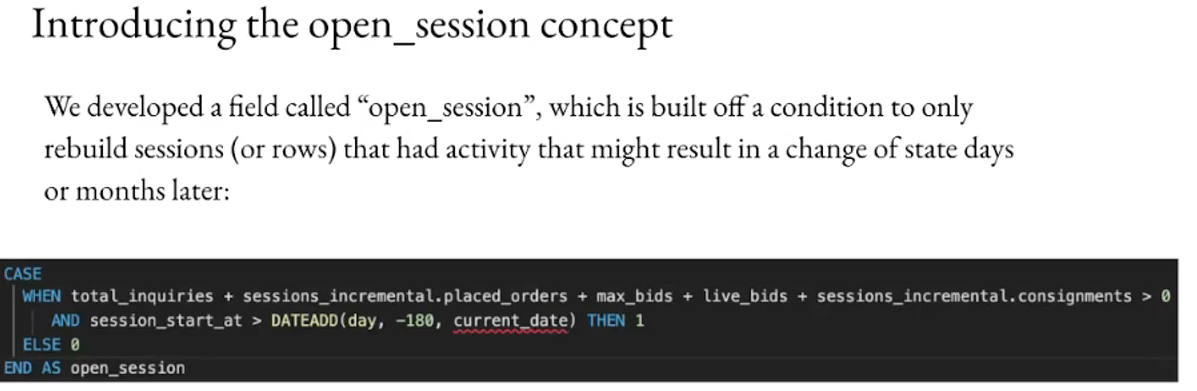 Introducing the open_session concept
We developed a field called “open_session”, which is built off a condition to only
rebuild sessions (or rows) that had activity that might result in a change of state days
or months later:
CASE
WHEN total_inquiries + sessions_incremental.placed_orders + max_bids + live_bids + sessions_incremental.consignments > 0
AND session_start_at > DATEADD(day, -180, current_date) THEN 1
ELSE 0
END AS open_session